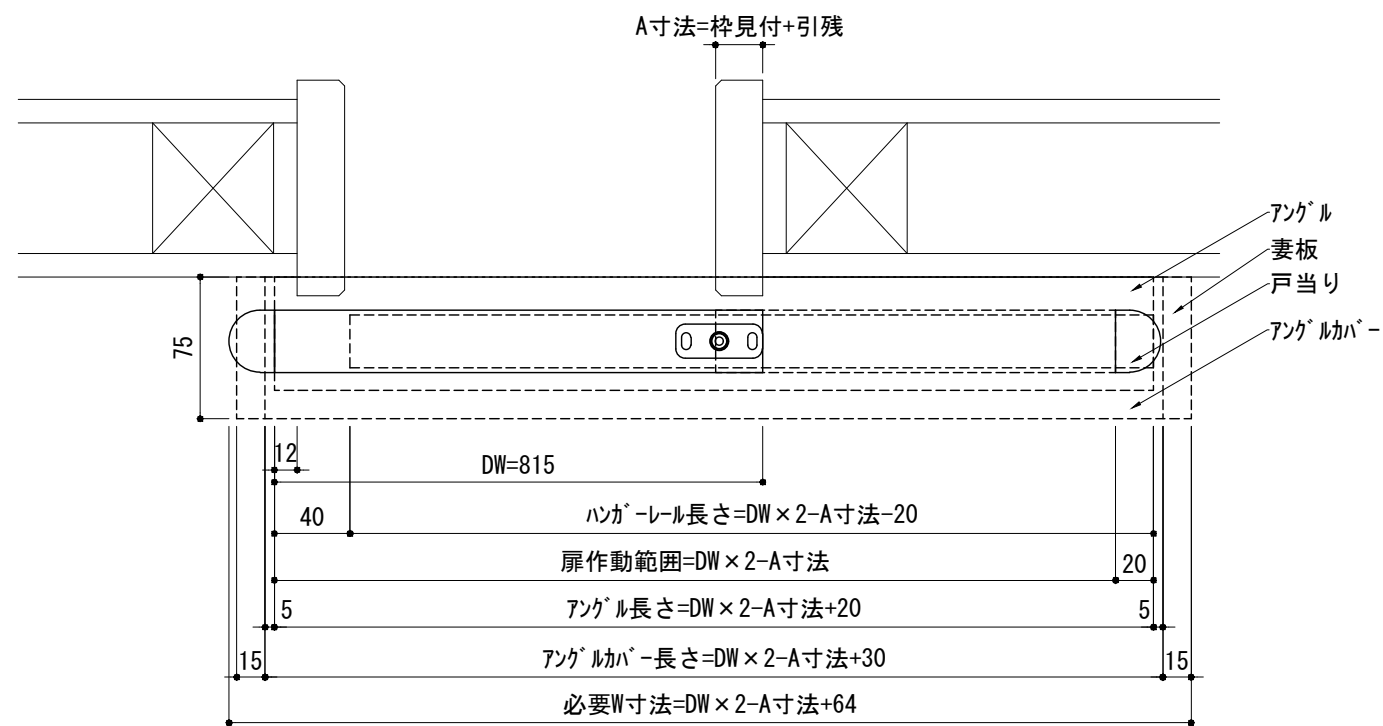 A寸法=枠見付+引残
ｱﾝｸﾞﾙ
妻板
戸当り
ｱﾝｸﾞﾙｶﾊﾞｰ
75
12
DW=815
40
ﾊﾝｶﾞｰﾚｰﾙ長さ=DW×2-A寸法-20
扉作動範囲=DW×2-A寸法
20
5
ｱﾝｸﾞﾙ長さ=DW×2-A寸法+20
5
15
ｱﾝｸﾞﾙｶﾊﾞｰ長さ=DW×2-A寸法+30
15
必要W寸法=DW×2-A寸法+64